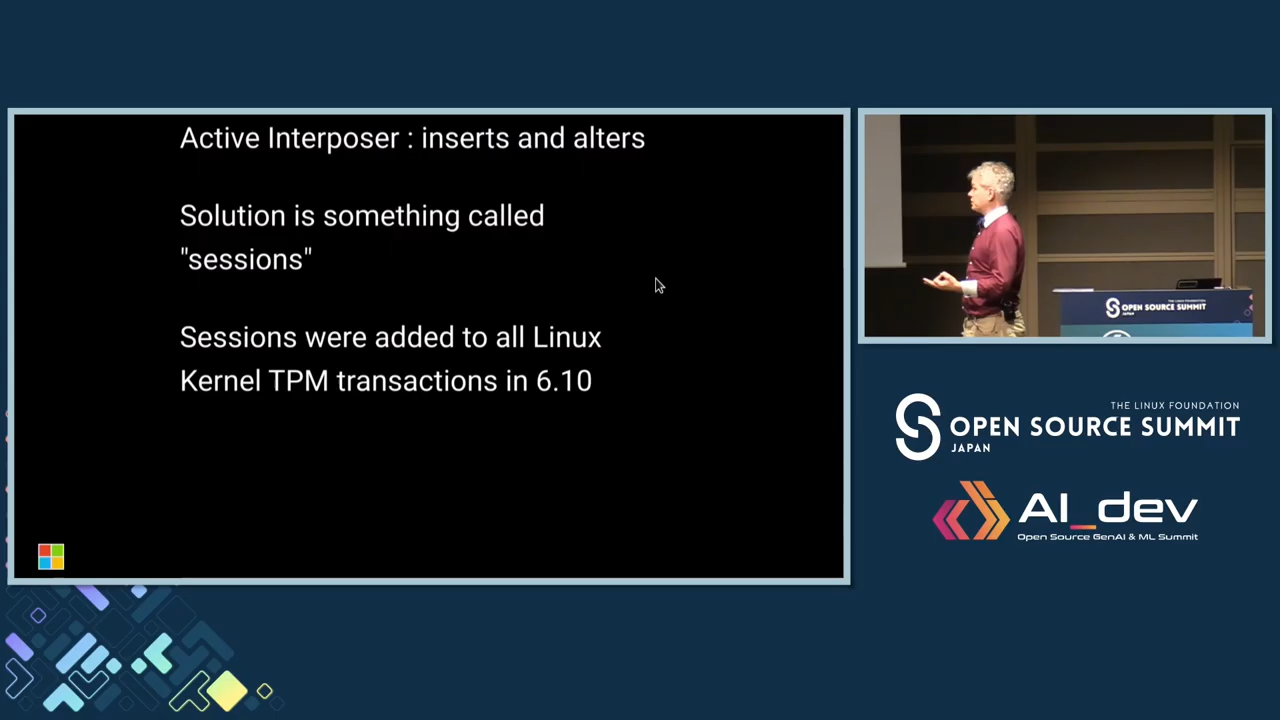 Active Interposer : inserts and alters
Solution is something called
"sessions"
Sessions were added to all Linux
Kernel TPM transactions in 6.10
OPEN SOURCE SUMMIT
JAPAN
THE LINUX FOUNDATION
OPEN SOURCE SUMMIT
JAPAN
AI_dev
Open Source GenAI & ML Summit